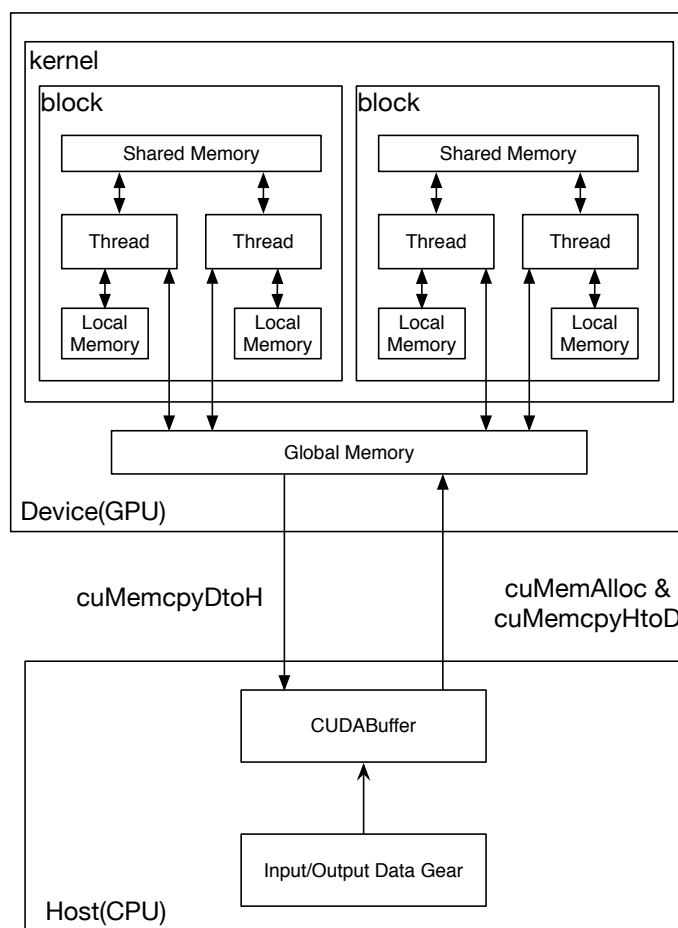 kernel
block
block
Shared Memory
Shared Memory
Thread
Thread
Thread
Thread
Local
Memory
Local
Memory
Local
Memory
Local
Memory
Global Memory
Device(GPU)
cuMemcpyDtoH
cuMemAlloc &
cuMemcpyHtoD
CUDABuffer
Input/Output Data Gear
Host(CPU)